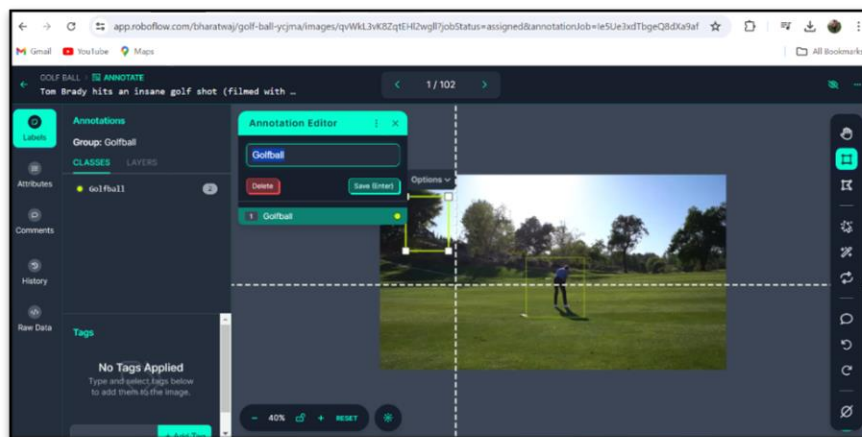 app.roboflow.com/bharatwaj/golf-ball-ycjma/images/qvWkL3vK8ZqtEHl2wgll?jobStatus=assigned&annotationJob=Ie5Ue3xdTbgeQ8dXa9af
Gmail YouTube Maps All Bookmarks
GOLF BALL ANNOTATE
Tom Brady hits an insane golf shot (filmed with …
1 / 102
Labels
Attributes
Comments
History
Raw Data
Annotations
Group: Golfball
CLASSES LAYERS
Golfball 2
Annotation Editor
Golfball
Delete Save (Enter)
1 Golfball
Options
Tags
No Tags Applied
Type and select tags below
to add them to the image.
+ Add Tag
40% RESET